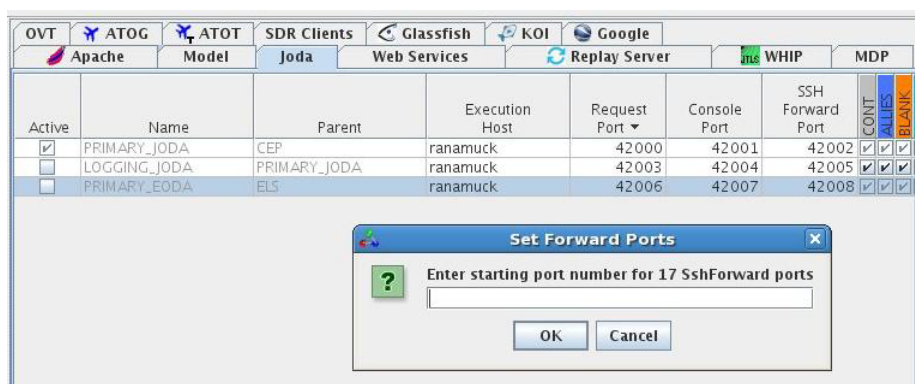 OVT ATOG ATOT SDR Clients Glassfish KOI Google
Apache Model Joda Web Services Replay Server JTLS WHIP MDP
Active Name Parent Execution Host Request Port Console Port SSH Forward Port CONT ALLIES BLANK
PRIMARY_JODA CEP ranamuck 42000 42001 42002
LOGGING_JODA PRIMARY_JODA ranamuck 42003 42004 42005
PRIMARY_EODA ELS ranamuck 42006 42007 42008
Set Forward Ports
Enter starting port number for 17 SshForward ports
OK Cancel